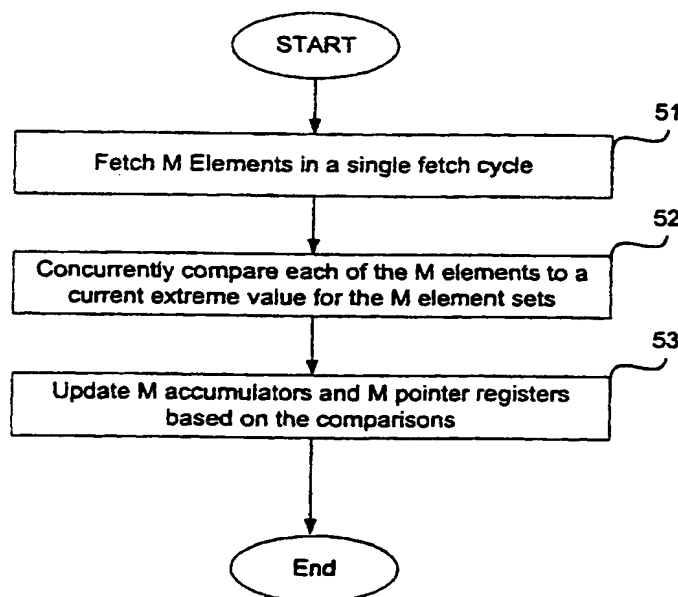 START
51
Fetch M Elements in a single fetch cycle
52
Concurrently compare each of the M elements to a
current extreme value for the M element sets
53
Update M accumulators and M pointer registers
based on the comparisons
End